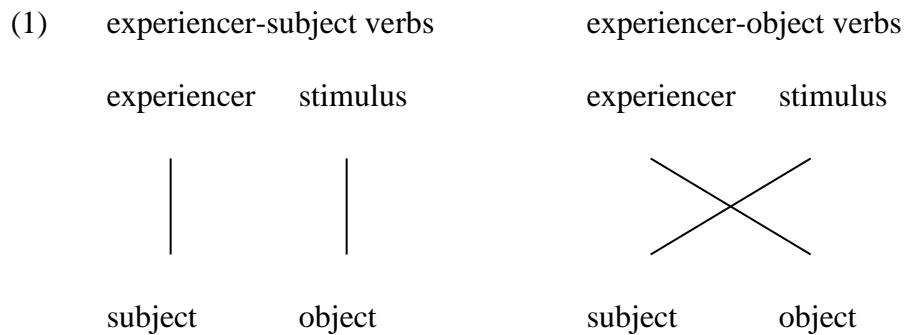 (1) experiencer-subject verbs experiencer-object verbs
experiencer stimulus experiencer stimulus
subject object subject object